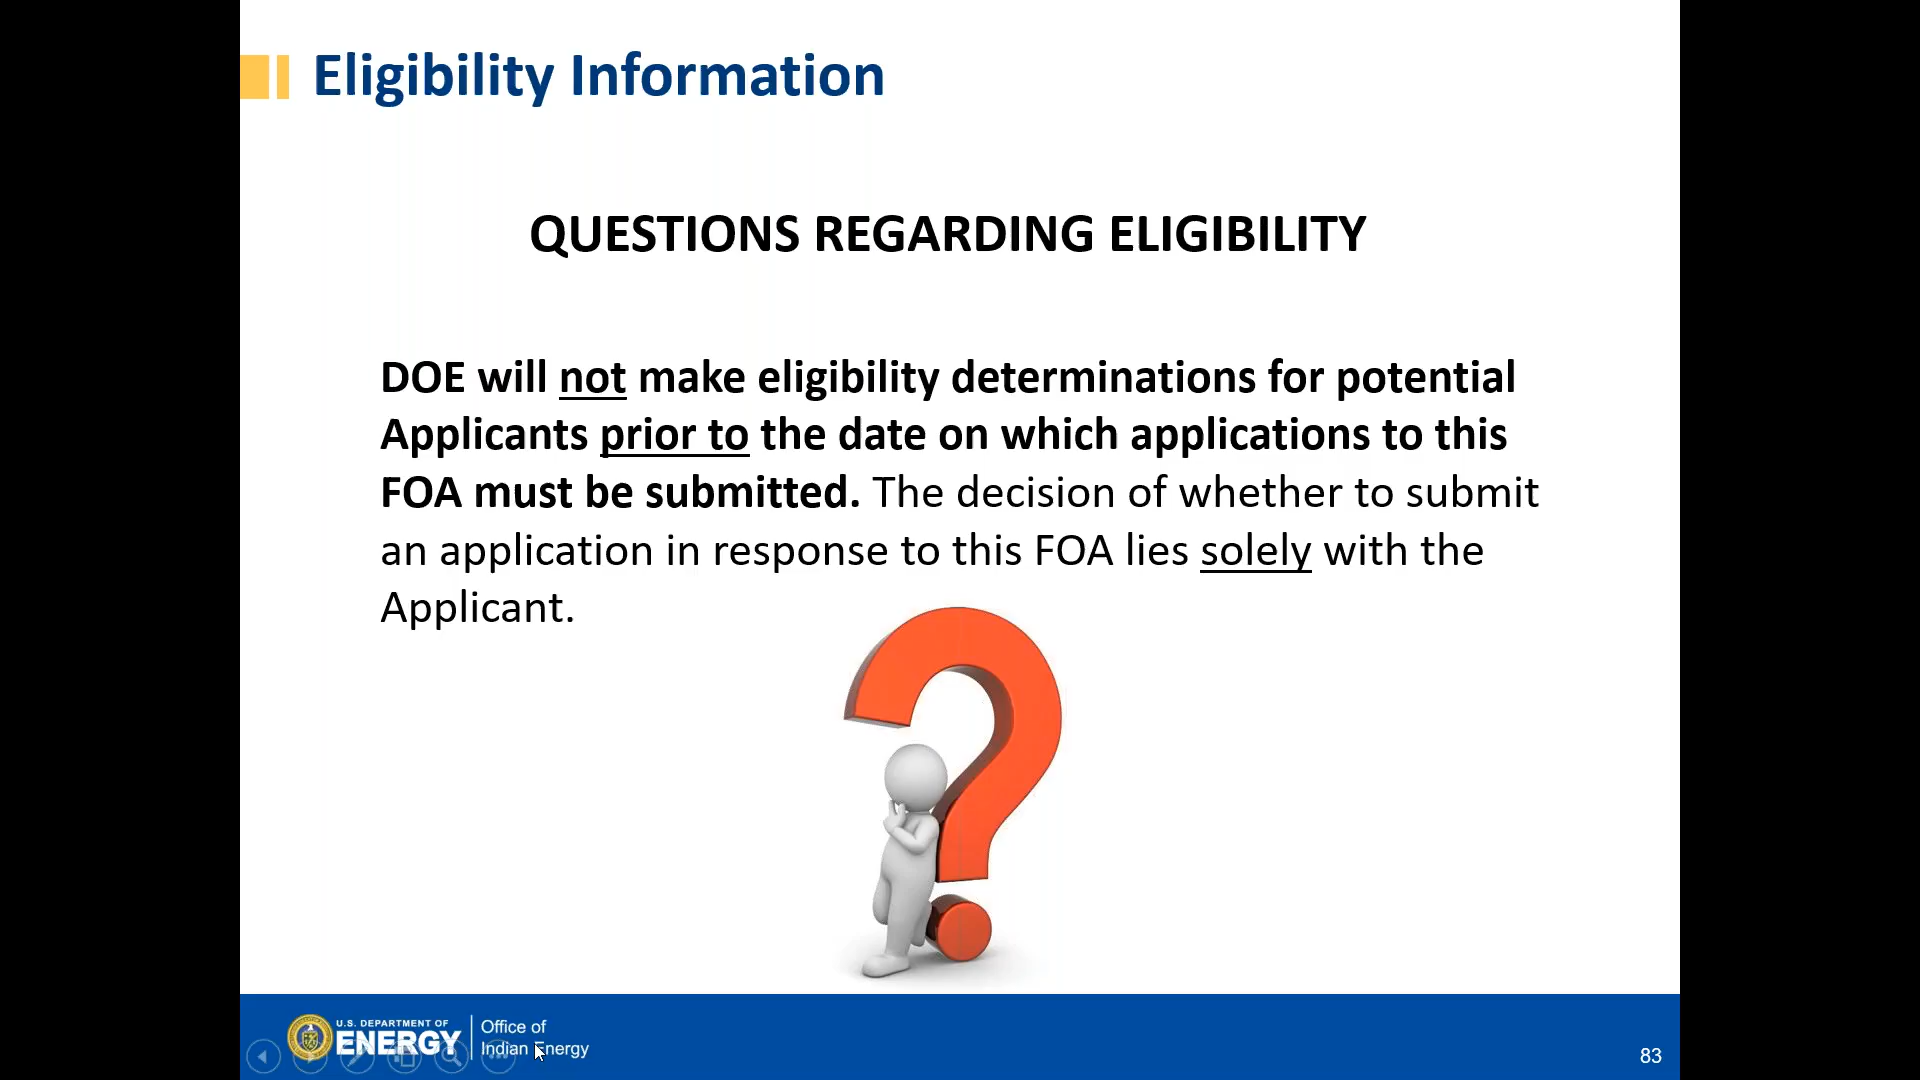 Eligibility Information
QUESTIONS REGARDING ELIGIBILITY
DOE will not make eligibility determinations for potential
Applicants prior to the date on which applications to this
FOA must be submitted. The decision of whether to submit
an application in response to this FOA lies solely with the
Applicant.
U.S. DEPARTMENT OF
ENERGY
Office of
Indian Energy
83